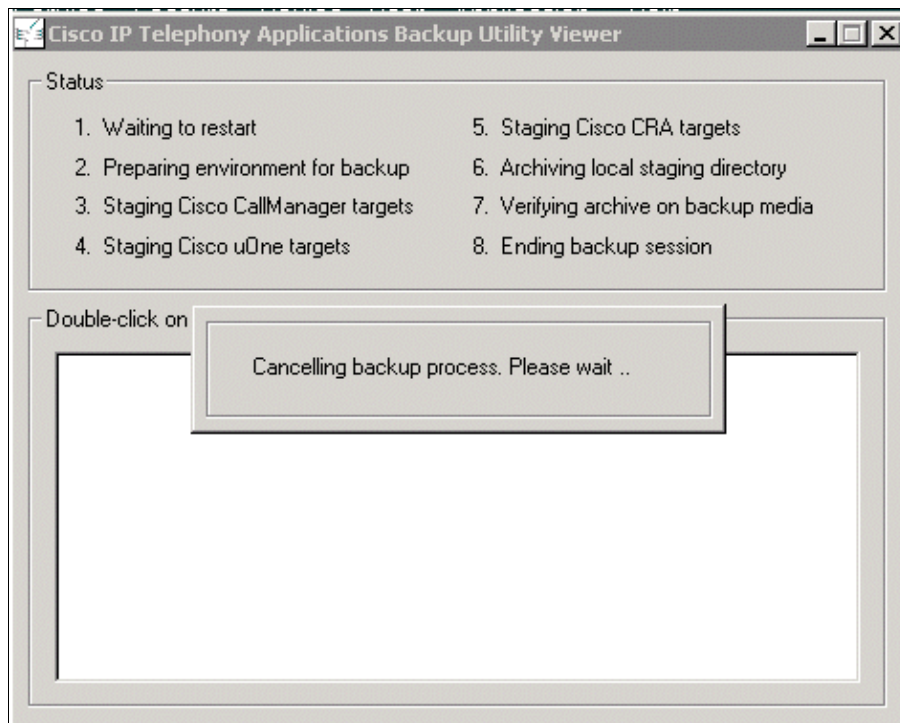 Cisco IP Telephony Applications Backup Utility Viewer
Status
1. Waiting to restart
2. Preparing environment for backup
3. Staging Cisco CallManager targets
4. Staging Cisco uOne targets
5. Staging Cisco CRA targets
6. Archiving local staging directory
7. Verifying archive on backup media
8. Ending backup session
Double-click on
Cancelling backup process. Please wait ..